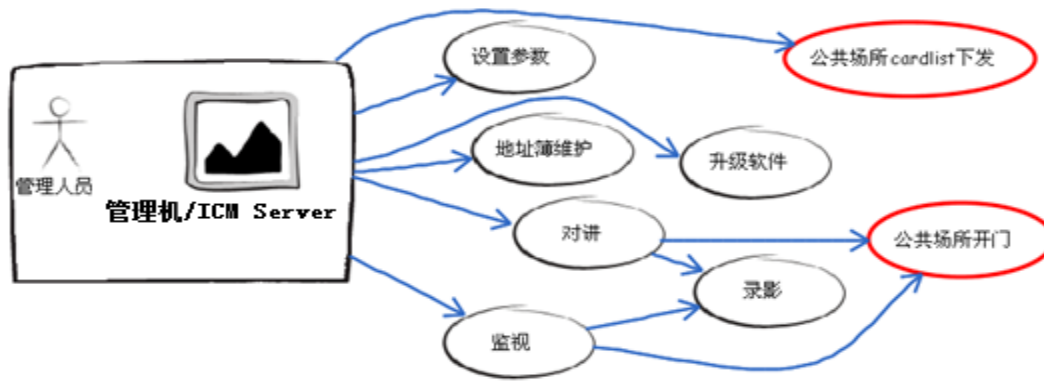 设置参数
公共场所cardlist下发
管理人员
管理机/ICM Server
地址簿维护
升级软件
对讲
公共场所开门
录影
监视